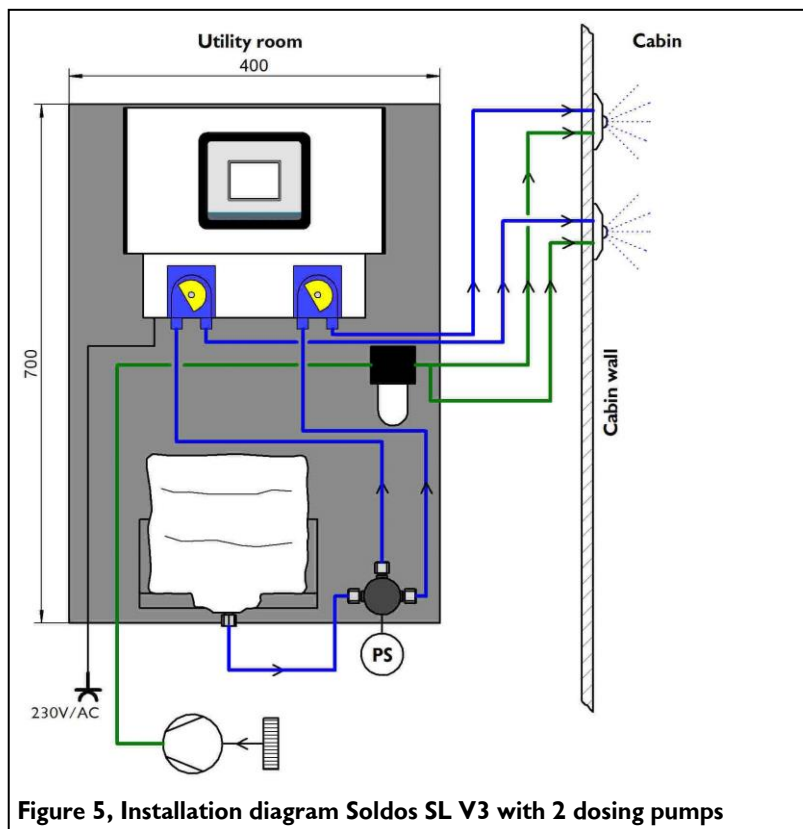 Utility room
400
Cabin
700
Cabin wall
PS
230V/AC
Figure 5, Installation diagram Soldos SL V3 with 2 dosing pumps